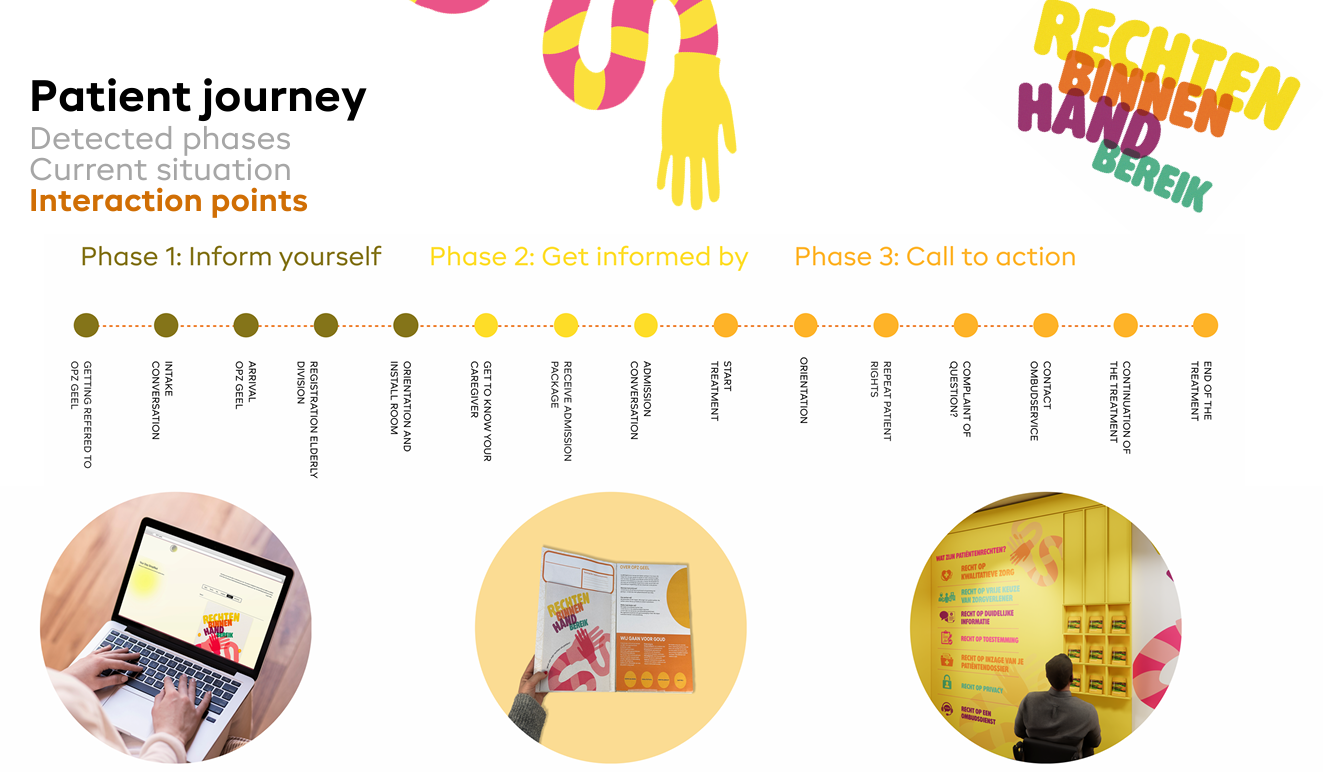 RECHTEN
BINNEN
HAND
BEREIK
Patient journey
Detected phases
Current situation
Interaction points
Phase 1: Inform yourself
Phase 2: Get informed by
Phase 3: Call to action
GETTING REFERED TO
OPZ GEEL
INTAKE
CONVERSATION
ARRIVAL
OPZ GEEL
REGISTRATION ELDERLY
DIVISION
ORIENTATION AND
INSTALL ROOM
GET TO KNOW YOUR
CAREGIVER
RECEIVE ADMISSION
PACKAGE
ADMISSION
CONVERSATION
START
TREATMENT
ORIENTATION
REPEAT PATIENT
RIGHTS
COMPLAINT OF
QUESTION?
CONTACT
OMBUDSERVICE
CONTINUATION OF
THE TREATMENT
END OF THE
TREATMENT
RECHTEN
BINNEN
HAND
BEREIK
RECHTEN
BINNEN
HAND
BEREIK
OVER OPZ GEEL
WIJ GAAN VOOR GOUD
WAT ZIJN PATIËNTENRECHTEN?
RECHT OP
KWALITATIEVE ZORG
RECHT OP VRIJE KEUZE
VAN ZORGVERLENER
RECHT OP DUIDELIJKE
INFORMATIE
RECHT OP TOESTEMMING
RECHT OP INZAGE VAN JE
PATIËNTENDOSSIER
RECHT OP PRIVACY
RECHT OP EEN
OMBUDSDIENST